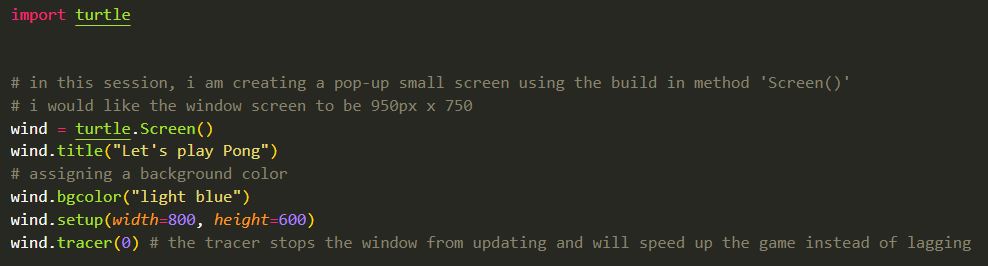 import turtle
# in this session, i am creating a pop-up small screen using the build in method 'Screen()'
# i would like the window screen to be 950px x 750
wind = turtle.Screen()
wind.title("Let's play Pong")
# assigning a background color
wind.bgcolor("light blue")
wind.setup(width=800, height=600)
wind.tracer(0) # the tracer stops the window from updating and will speed up the game instead of lagging